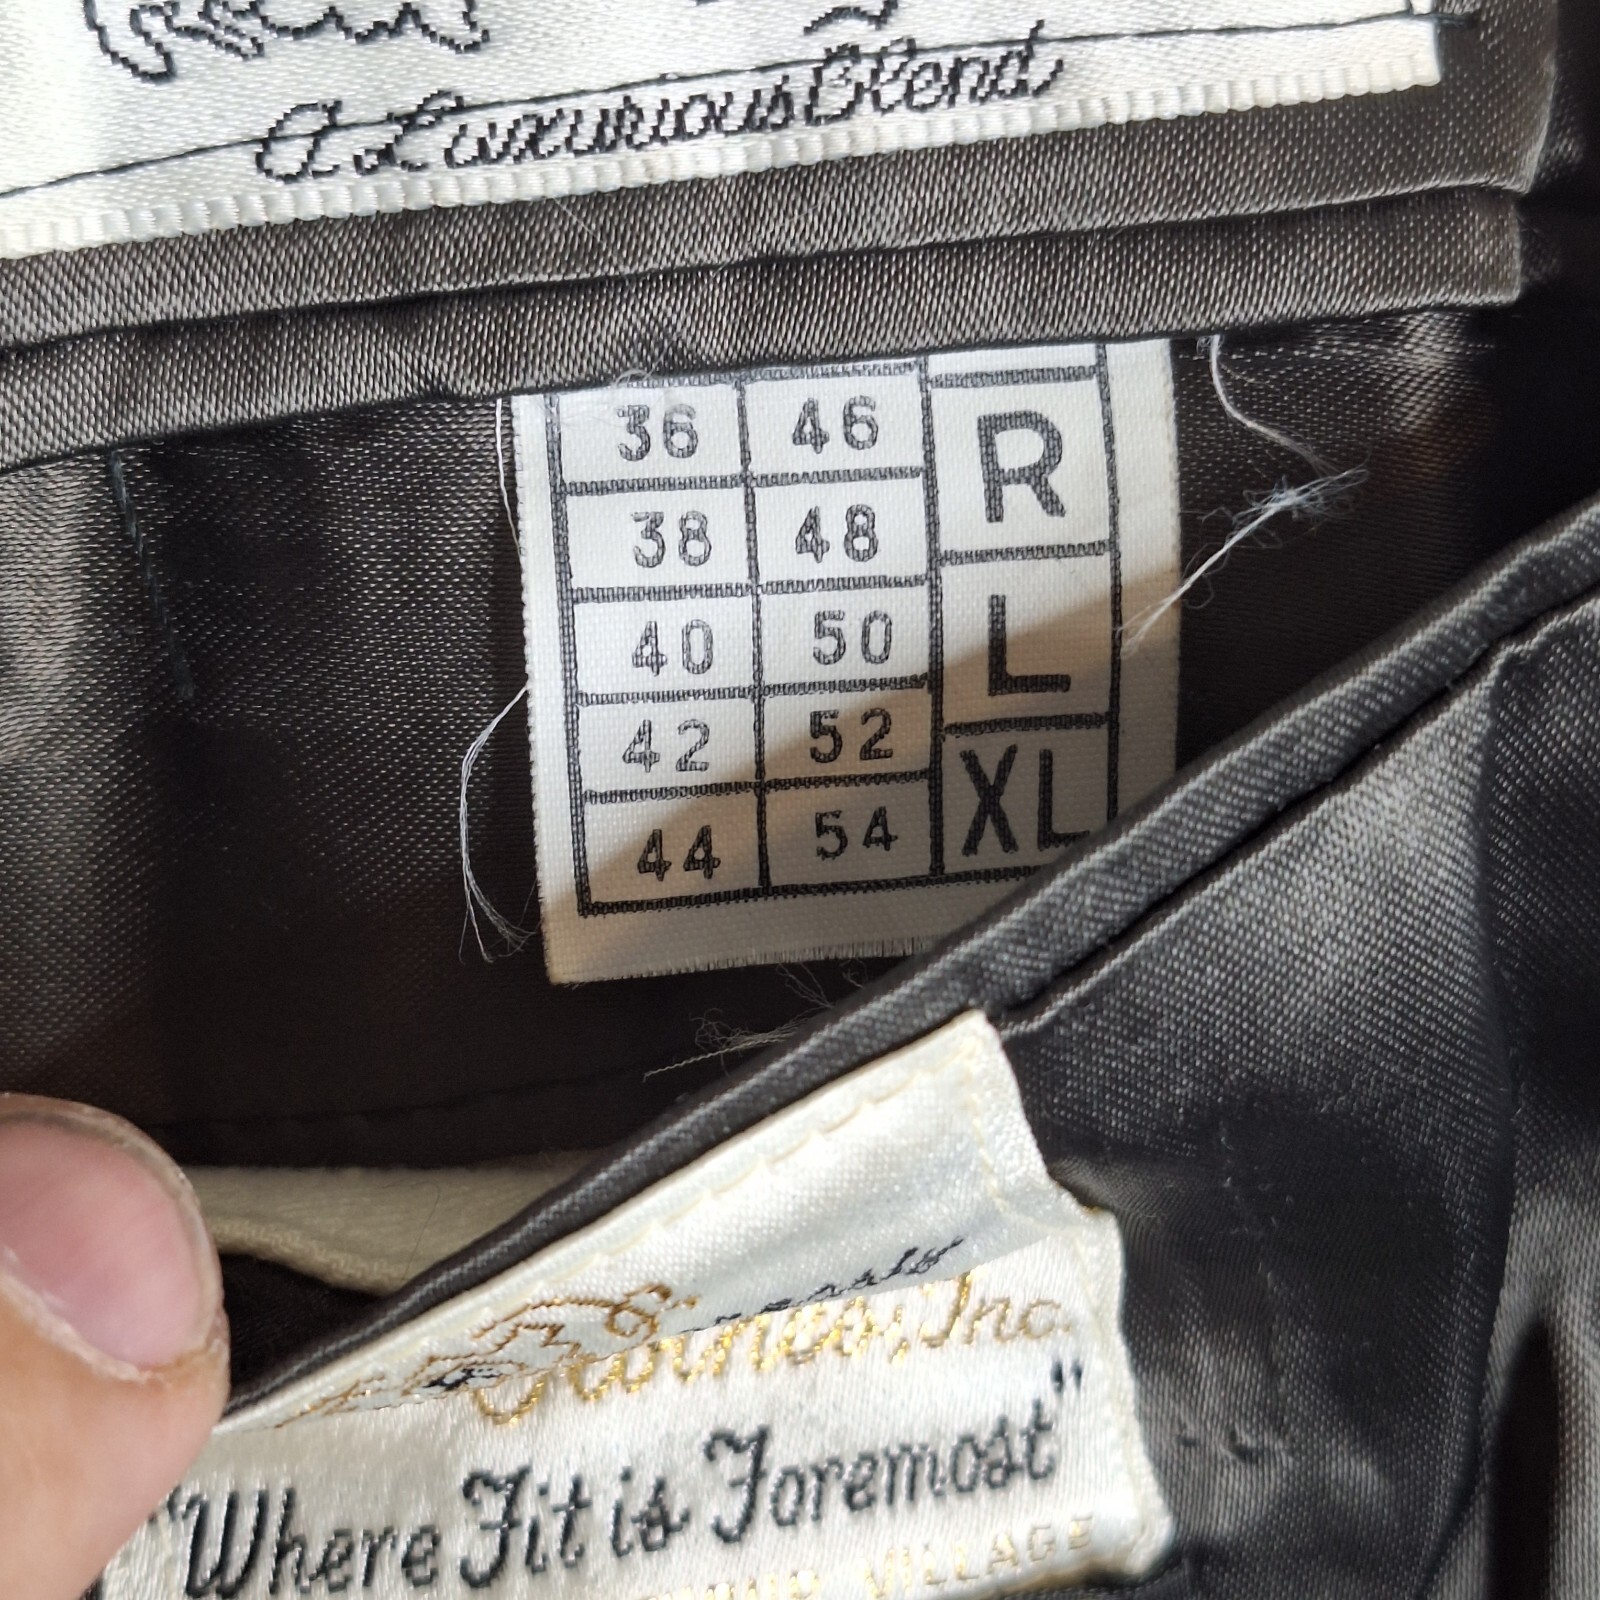 A Luxurious Blend
36 46 R
38 48
40 50 L
42 52
44 54 XL
Inc.
"Where Fit is Foremost"
VILLAGE